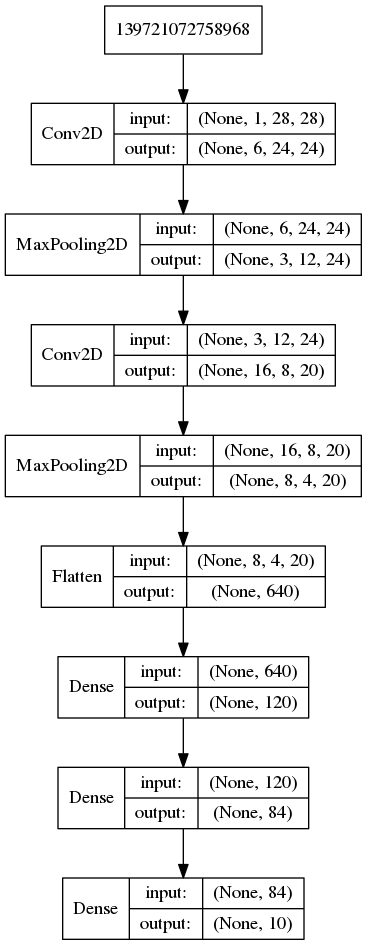 139721072758968
Conv2D
input: (None, 1, 28, 28)
output: (None, 6, 24, 24)
MaxPooling2D
input: (None, 6, 24, 24)
output: (None, 3, 12, 24)
Conv2D
input: (None, 3, 12, 24)
output: (None, 16, 8, 20)
MaxPooling2D
input: (None, 16, 8, 20)
output: (None, 8, 4, 20)
Flatten
input: (None, 8, 4, 20)
output: (None, 640)
Dense
input: (None, 640)
output: (None, 120)
Dense
input: (None, 120)
output: (None, 84)
Dense
input: (None, 84)
output: (None, 10)